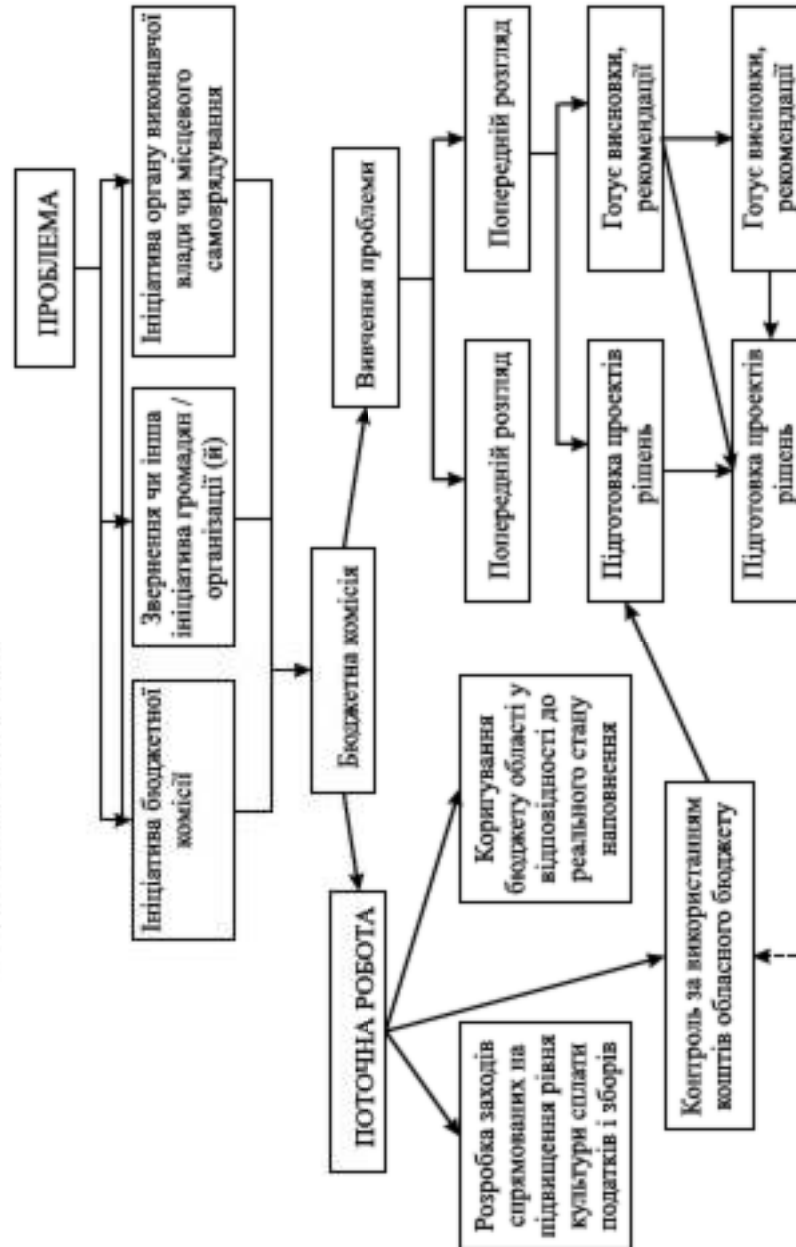 ПРОБЛЕМА
Ініціатива бюджетної
комісії
Звернення чи інша
ініціатива громадян /
організації (й)
Ініціатива органу виконавчої
влади чи місцевого
самоврядування
Бюджетна комісія
ПОТОЧНА РОБОТА
Вивчення проблеми
Розробка заходів
спрямованих на
підвищення рівня
культури сплати
податків і зборів
Коригування
бюджету області у
відповідності до
реального стану
наповнення
Попередній розгляд
Попередній розгляд
Контроль за використанням
коштів обласного бюджету
Підготовка проектів
рішень
Готує висновки,
рекомендації
Підготовка проектів
рішень
Готує висновки,
рекомендації